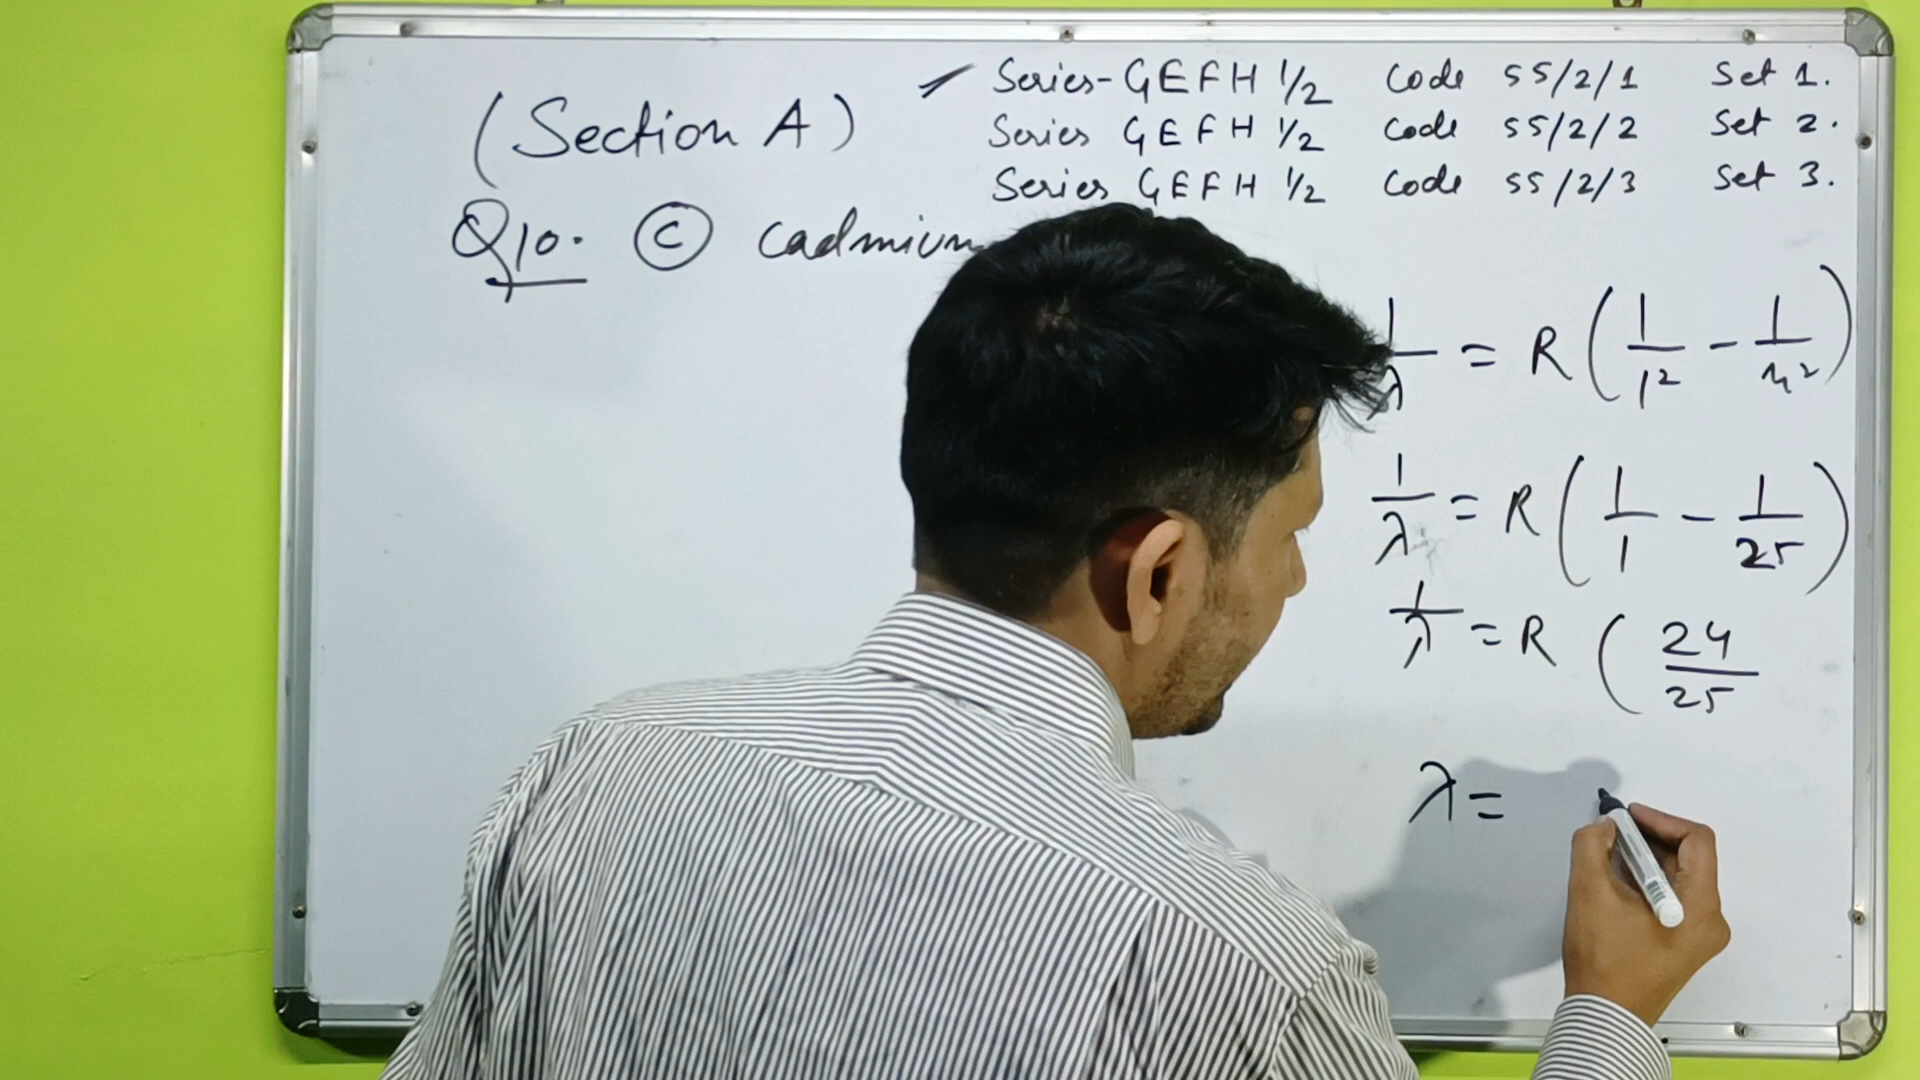 (Section A)
Series-GEFH 1/2 Code 55/2/1 Set 1.
Series GEFH 1/2 Code 55/2/2 Set 2.
Series GEFH 1/2 Code 55/2/3 Set 3.
Q10. (C) Cadmium
1/λ = R(1/1² - 1/n²)
1/λ = R(1/1 - 1/25)
1/λ = R (24/25
λ =